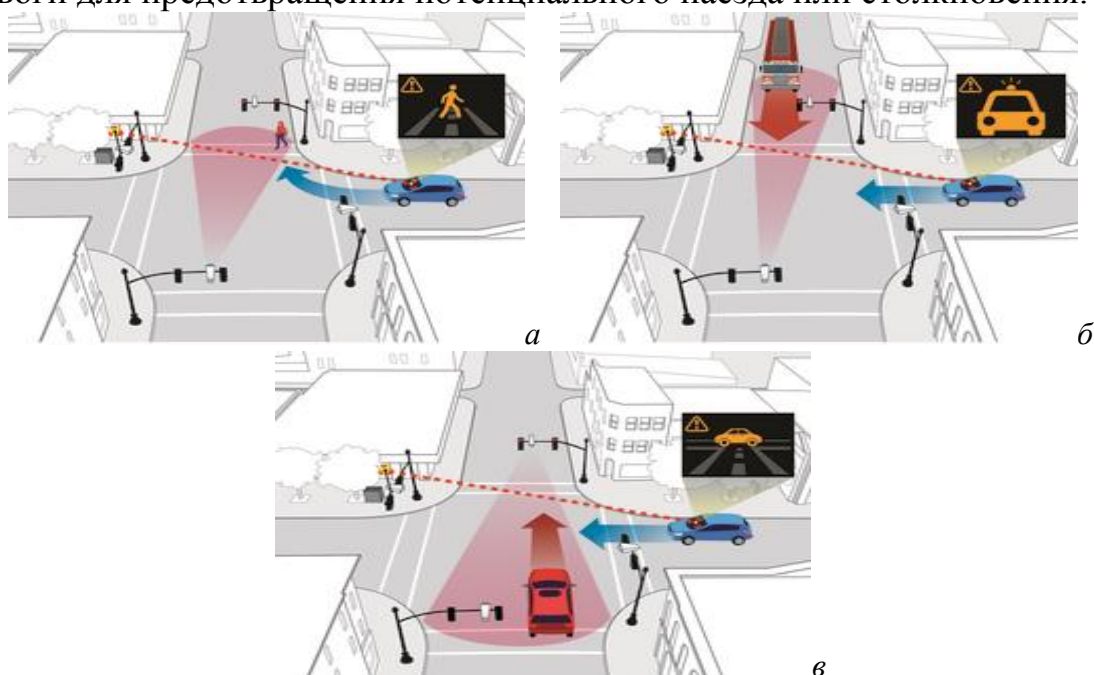 для предотвращения потенциального наезда или столкновения.
а
б
в